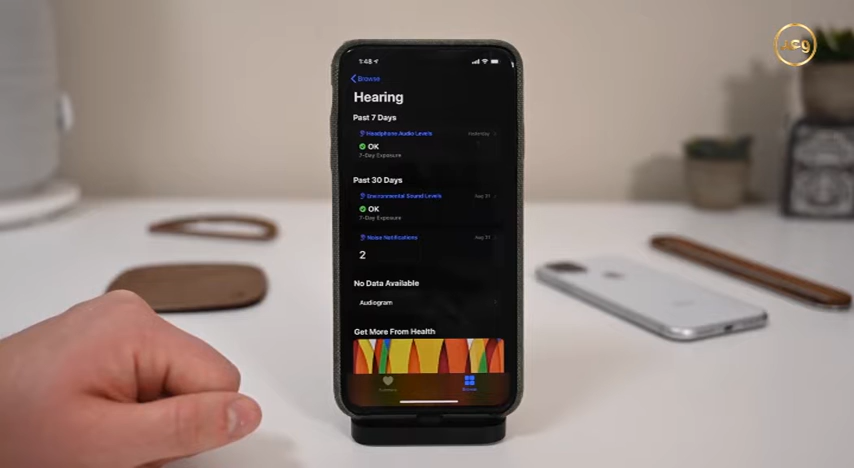 1:48
Browse
Hearing
Past 7 Days
Headphone Audio Levels
Yesterday
OK
7-Day Exposure
Past 30 Days
Environmental Sound Levels
Aug 31
OK
7-Day Exposure
Noise Notifications
Aug 31
2
No Data Available
Audiogram
Get More From Health
Browse